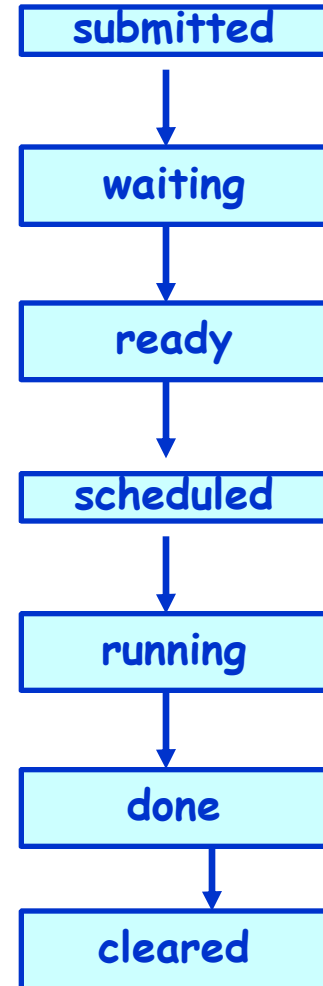 submitted
waiting
ready
scheduled
running
done
cleared